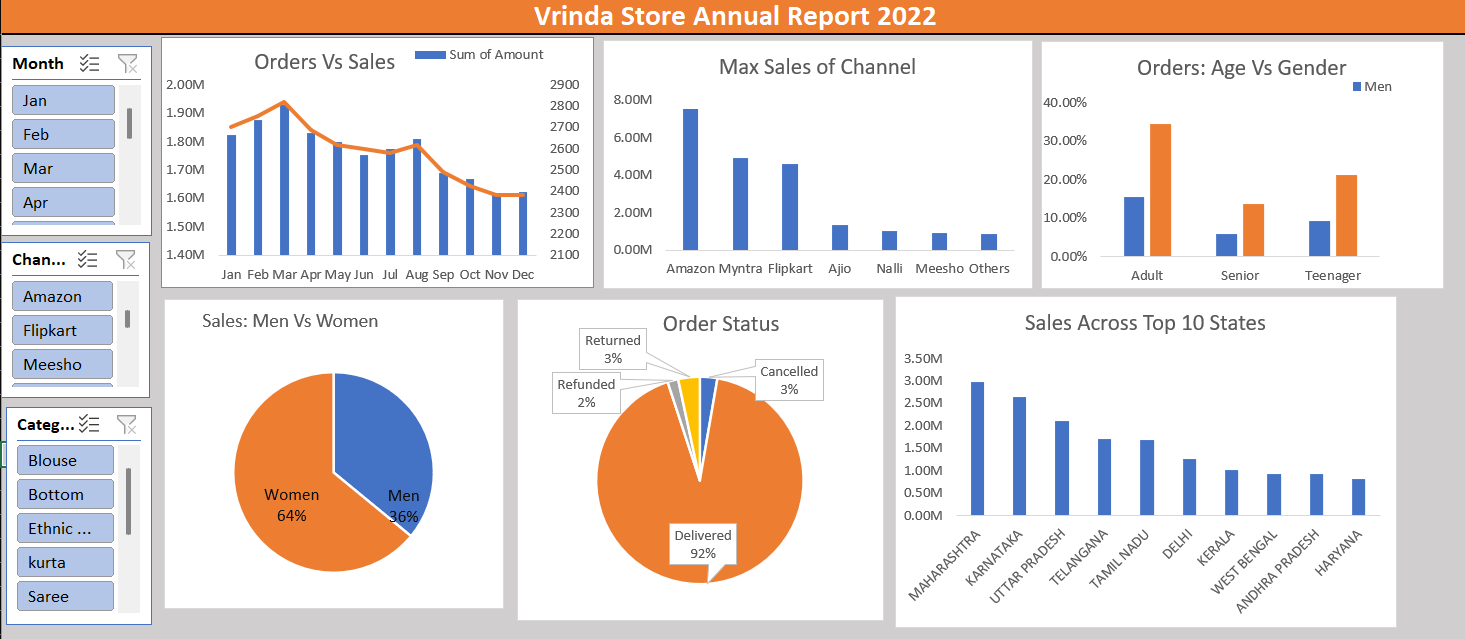 Vrinda Store Annual Report 2022
Month
Jan
Feb
Mar
Apr
Chan...
Amazon
Flipkart
Meesho
Categ...
Blouse
Bottom
Ethnic ...
kurta
Saree
Orders Vs Sales
Sum of Amount
2.00M
1.90M
1.80M
1.70M
1.60M
1.50M
1.40M
2900
2800
2700
2600
2500
2400
2300
2200
2100
Jan Feb Mar Apr May Jun Jul Aug Sep Oct Nov Dec
Max Sales of Channel
8.00M
6.00M
4.00M
2.00M
0.00M
Amazon Myntra Flipkart Ajio Nalli Meesho Others
Orders: Age Vs Gender
Men
40.00%
30.00%
20.00%
10.00%
0.00%
Adult Senior Teenager
Sales: Men Vs Women
Women
64%
Men
36%
Order Status
Returned
3%
Refunded
2%
Cancelled
3%
Delivered
92%
Sales Across Top 10 States
3.50M
3.00M
2.50M
2.00M
1.50M
1.00M
0.50M
0.00M
MAHARASHTRA
KARNATAKA
UTTAR PRADESH
TELANGANA
TAMIL NADU
DELHI
KERALA
WEST BENGAL
ANDHRA PRADESH
HARYANA